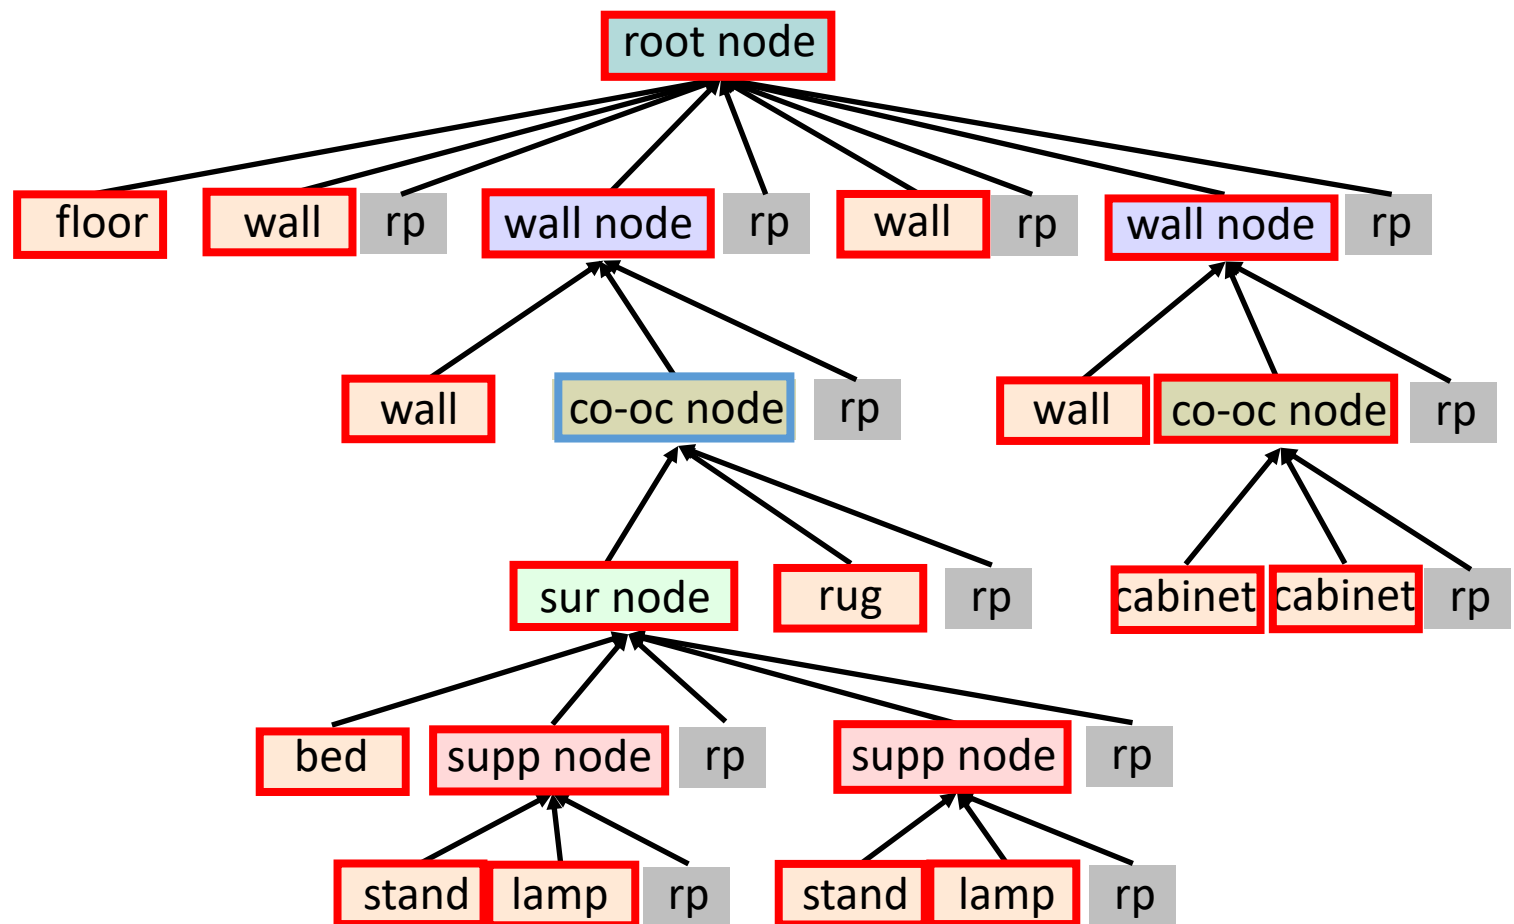 root node
floor wall rp wall node rp wall rp wall node rp
wall co-oc node rp wall co-oc node rp
sur node rug rp cabinet cabinet rp
bed supp node rp supp node rp
stand lamp rp stand lamp rp